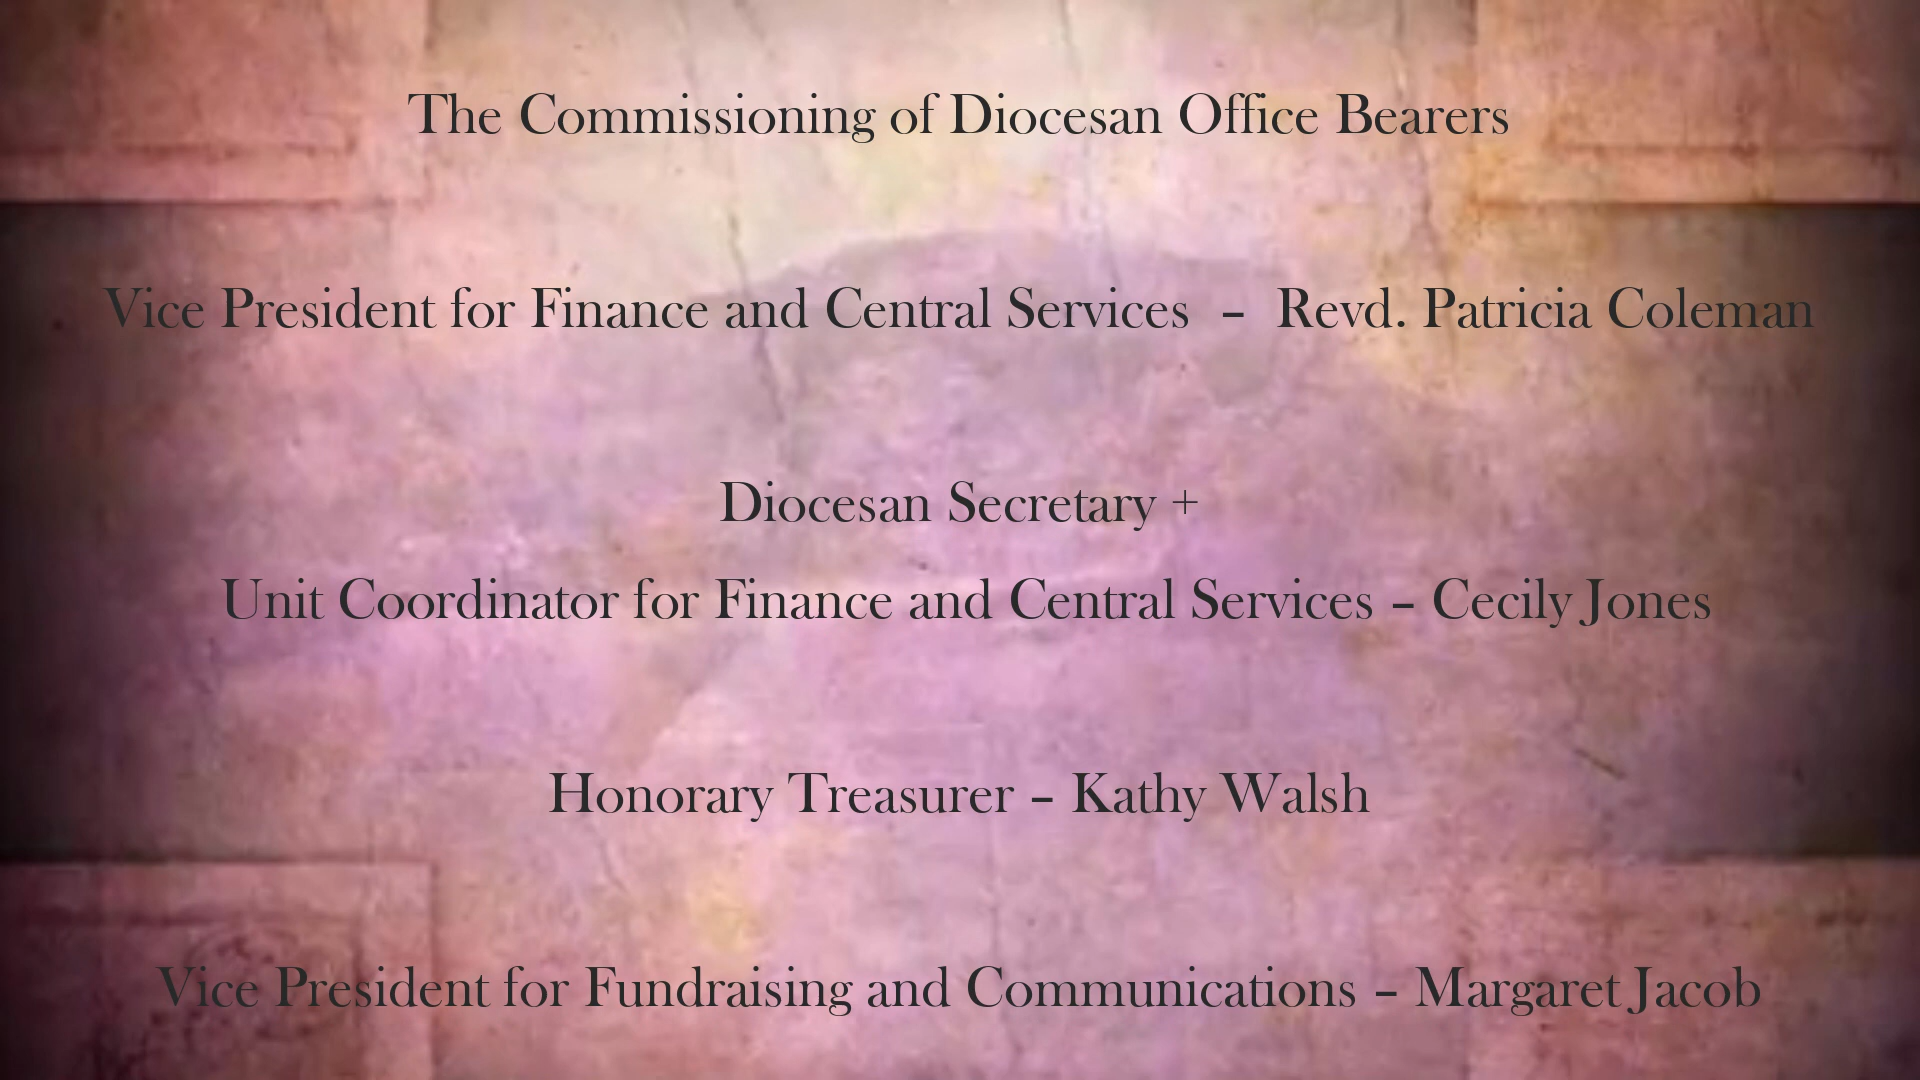 The Commissioning of Diocesan Office Bearers
Vice President for Finance and Central Services – Revd. Patricia Coleman
Diocesan Secretary +
Unit Coordinator for Finance and Central Services – Cecily Jones
Honorary Treasurer – Kathy Walsh
Vice President for Fundraising and Communications – Margaret Jacob